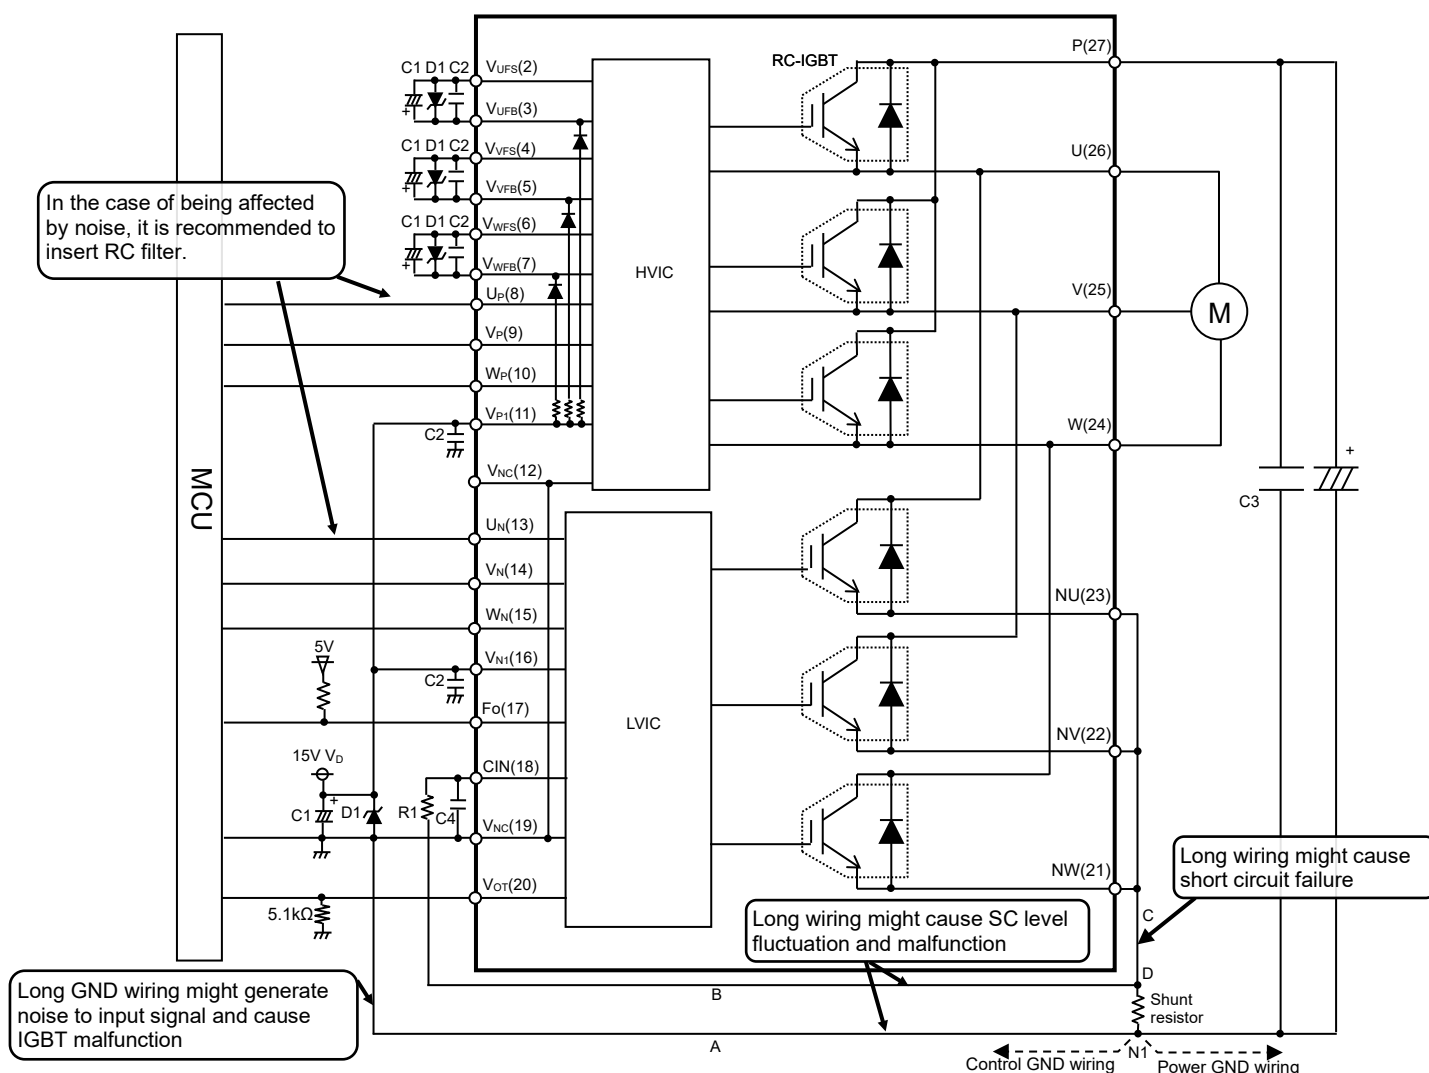 P(27)
RC-IGBT
C1 D1 C2
VUFS(2)
VUFB(3)
C1 D1 C2
VVFS(4)
U(26)
In the case of being affected
by noise, it is recommended to
insert RC filter.
VVFB(5)
C1 D1 C2
VWFS(6)
VWFB(7)
HVIC
UP(8)
V(25)
M
VP(9)
WP(10)
VP1(11)
W(24)
C2
+
VNC(12)
MCU
C3
UN(13)
VN(14)
NU(23)
WN(15)
5V
VN1(16)
C2
Fo(17)
LVIC
NV(22)
15V VD
CIN(18)
+
C1
D1
R1
C4
VNC(19)
Long wiring might cause
short circuit failure
NW(21)
VOT(20)
5.1kΩ
Long wiring might cause SC level
fluctuation and malfunction
C
D
Long GND wiring might generate
noise to input signal and cause
IGBT malfunction
B
Shunt
resistor
A
N1
Control GND wiring
Power GND wiring
+
+
+